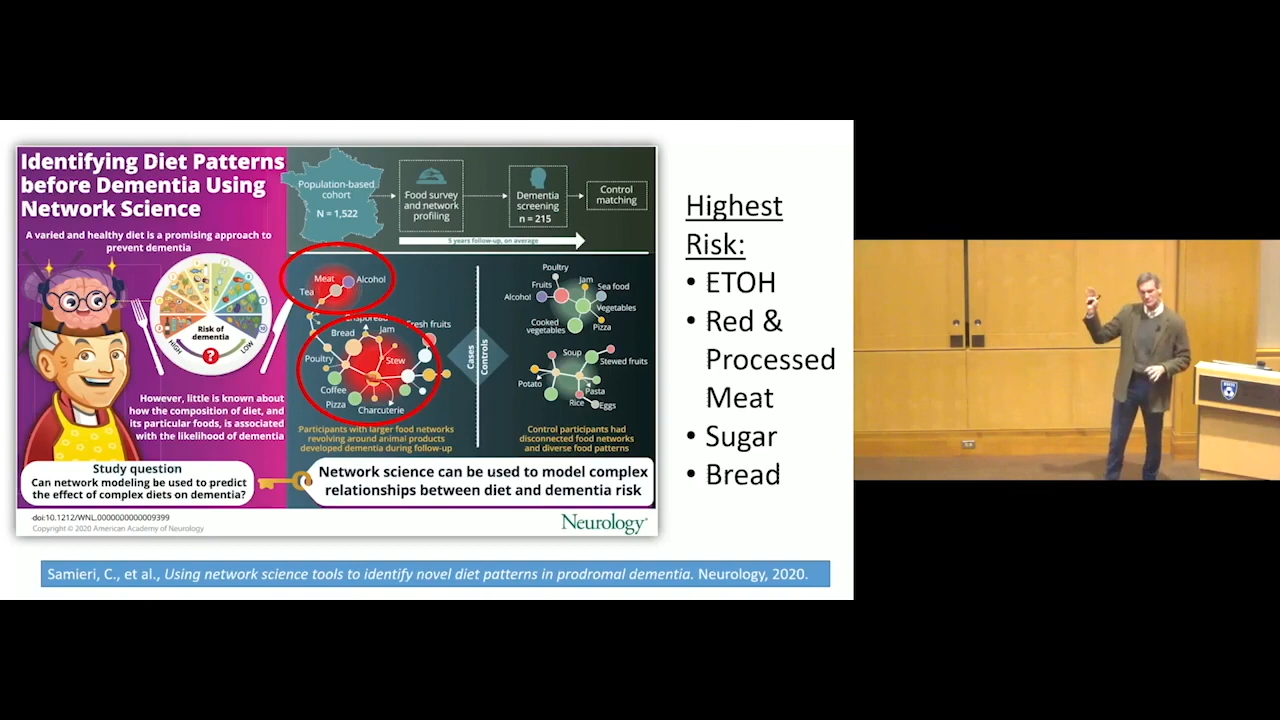 Identifying Diet Patterns
before Dementia Using
Network Science
A varied and healthy diet is a promising approach to
prevent dementia
Risk of
dementia
HIGH
LOW
?
However, little is known about
how the composition of diet, and
its particular foods, is associated
with the likelihood of dementia
Study question
Can network modeling be used to predict
the effect of complex diets on dementia?
Population-based
cohort
N = 1,522
Food survey
and network
profiling
Dementia
screening
n = 215
Control
matching
5 years follow-up, on average
Meat
Alcohol
Tea
Bread
Jam
Fresh fruits
Poultry
Stew
Coffee
Pizza
Charcuterie
Participants with larger food networks
revolving around animal products
developed dementia during follow-up
Cases
Controls
Poultry
Fruits
Jam
Sea food
Alcohol
Vegetables
Cooked
vegetables
Pizza
Soup
Stewed fruits
Potato
Pasta
Rice
Eggs
Control participants had
disconnected food networks
and diverse food patterns
Network science can be used to model complex
relationships between diet and dementia risk
doi:10.1212/WNL.0000000000009399
Copyright © 2020 American Academy of Neurology
Neurology®
Highest
Risk:
• ETOH
• Red &
Processed
Meat
• Sugar
• Bread
Samieri, C., et al., Using network science tools to identify novel diet patterns in prodromal dementia. Neurology, 2020.